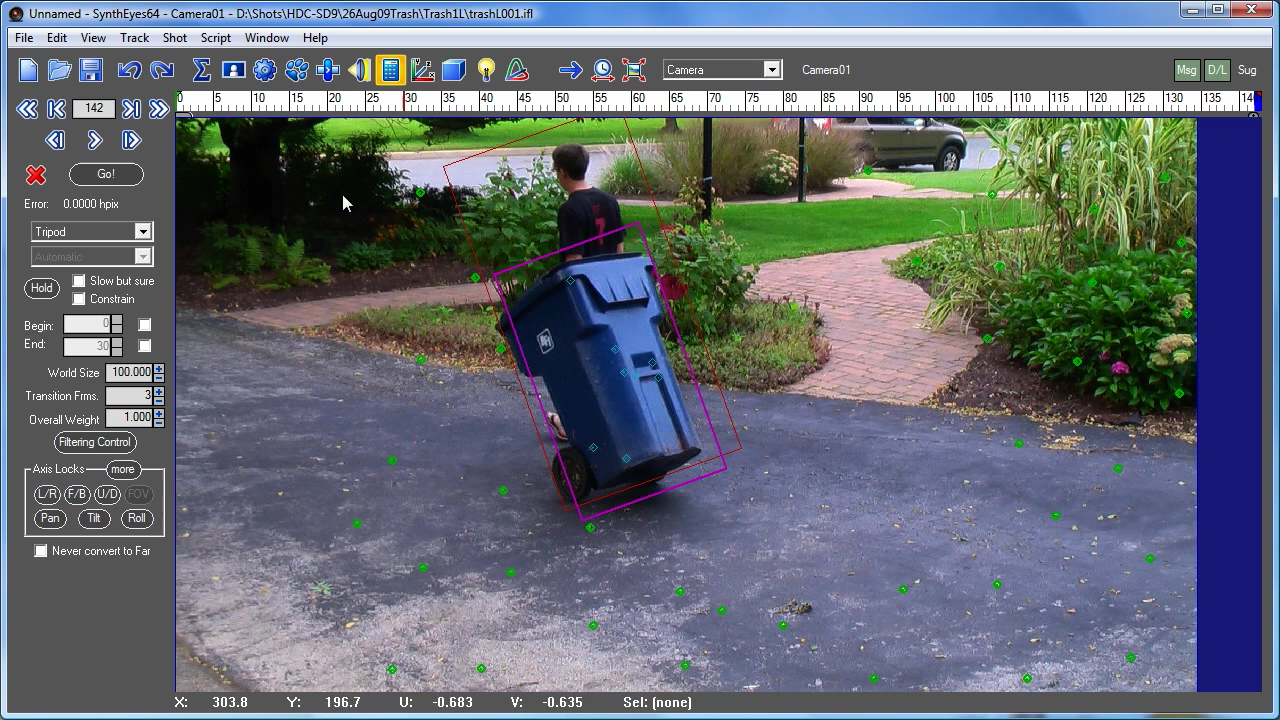 Unnamed - SynthEyes64 - Camera01 - D:\Shots\HDC-SD9\26Aug09Trash\Trash1L\trashL001.ifl
File Edit View Track Shot Script Window Help
Camera Camera01 Msg D/L Sug
142 0 5 10 15 20 25 30 35 40 45 50 55 60 65 70 75 80 85 90 95 100 105 110 115 120 125 130 135 140
Go!
Error: 0.0000 hpix
Tripod
Automatic
Hold Slow but sure
Constrain
Begin: 0
End: 30
World Size 100.000
Transition Frms. 3
Overall Weight 1.000
Filtering Control
Axis Locks more
L/R F/B U/D FOV
Pan Tilt Roll
Never convert to Far
X: 303.8 Y: 196.7 U: -0.683 V: -0.635 Sel: (none)